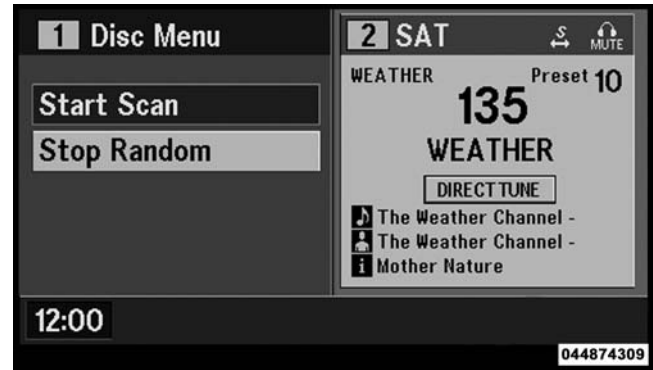 1 Disc Menu
Start Scan
Stop Random
2 SAT
S
MUTE
WEATHER
Preset 10
135
WEATHER
DIRECT TUNE
The Weather Channel -
The Weather Channel -
i Mother Nature
12:00
044874309